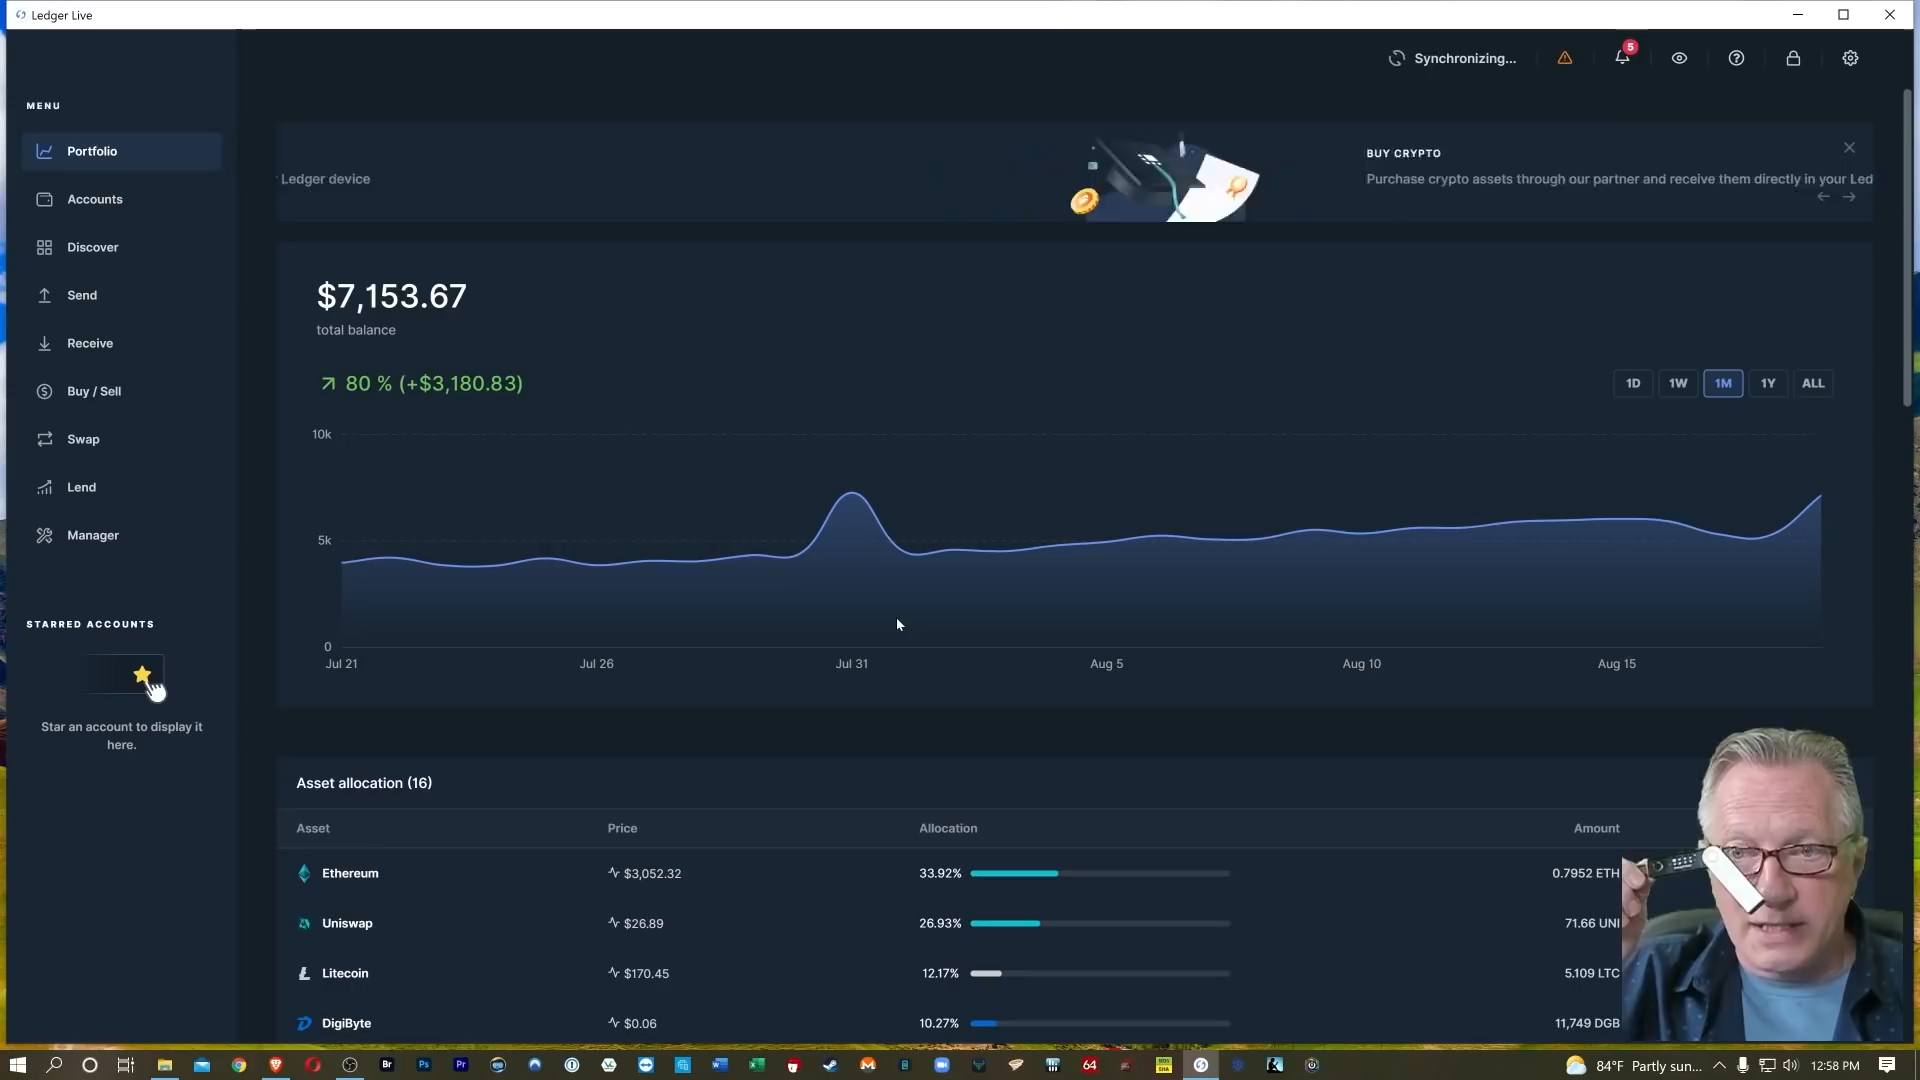 Ledger Live
Synchronizing...
5
MENU
Portfolio
Accounts
Discover
Send
Receive
Buy / Sell
Swap
Lend
Manager
STARRED ACCOUNTS
Star an account to display it
here.
Ledger device
BUY CRYPTO
Purchase crypto assets through our partner and receive them directly in your Led
$7,153.67
total balance
80 % (+$3,180.83)
1D 1W 1M 1Y ALL
10k
5k
0
Jul 21 Jul 26 Jul 31 Aug 5 Aug 10 Aug 15
Asset allocation (16)
Asset Price Allocation Amount
Ethereum $3,052.32 33.92% 0.7952 ETH
Uniswap $26.89 26.93% 71.66 UNI
Litecoin $170.45 12.17% 5.109 LTC
DigiByte $0.06 10.27% 11,749 DGB
Br Ps Pr 64 84°F Partly sun... 12:58 PM